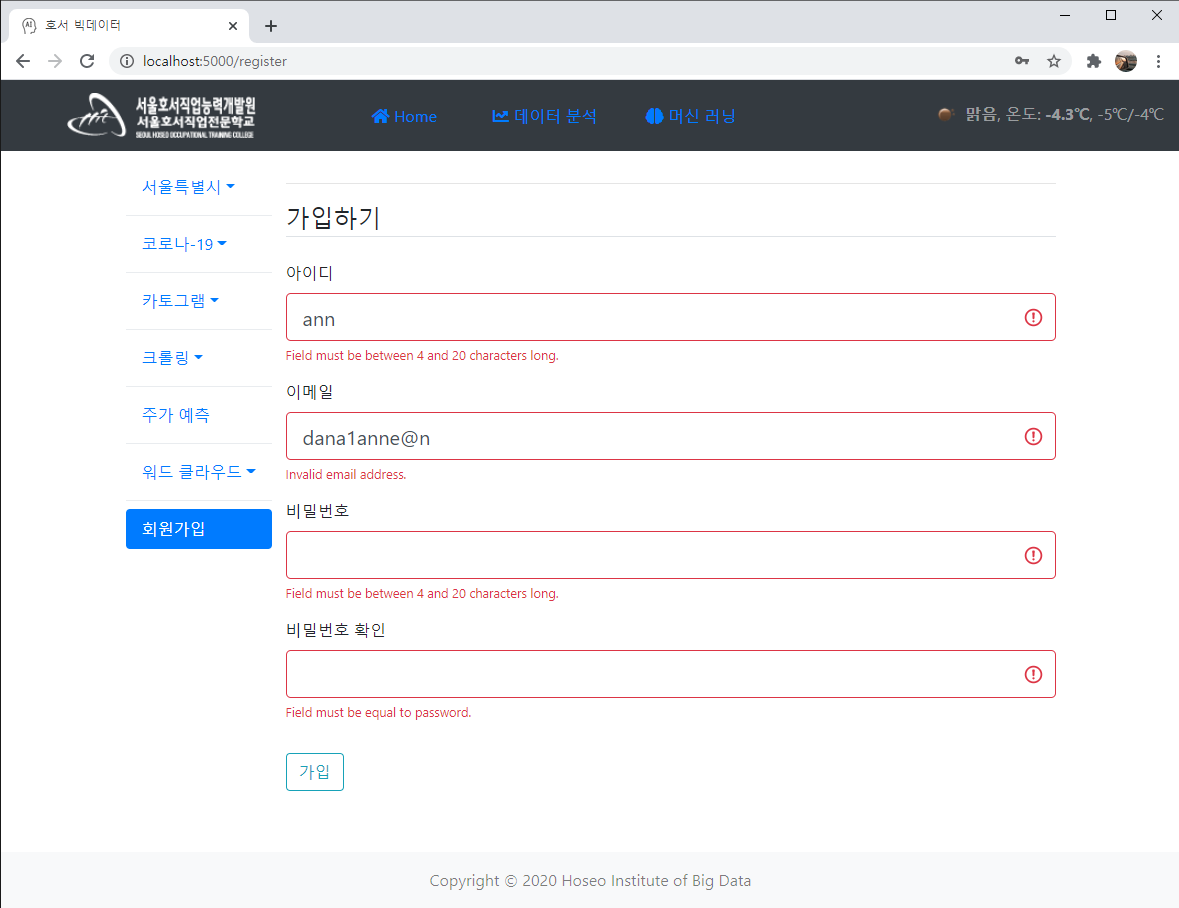 호서 빅데이터
localhost:5000/register
서울호서직업능력개발원
서울호서직업전문학교
SEOUL HOSEO OCCUPATIONAL TRAINING COLLEGE
Home
데이터 분석
머신 러닝
맑음, 온도: -4.3℃, -5℃/-4℃
서울특별시
코로나-19
카토그램
크롤링
주가 예측
워드 클라우드
회원가입
가입하기
아이디
ann
Field must be between 4 and 20 characters long.
이메일
dana1anne@n
Invalid email address.
비밀번호
Field must be between 4 and 20 characters long.
비밀번호 확인
Field must be equal to password.
가입
Copyright © 2020 Hoseo Institute of Big Data